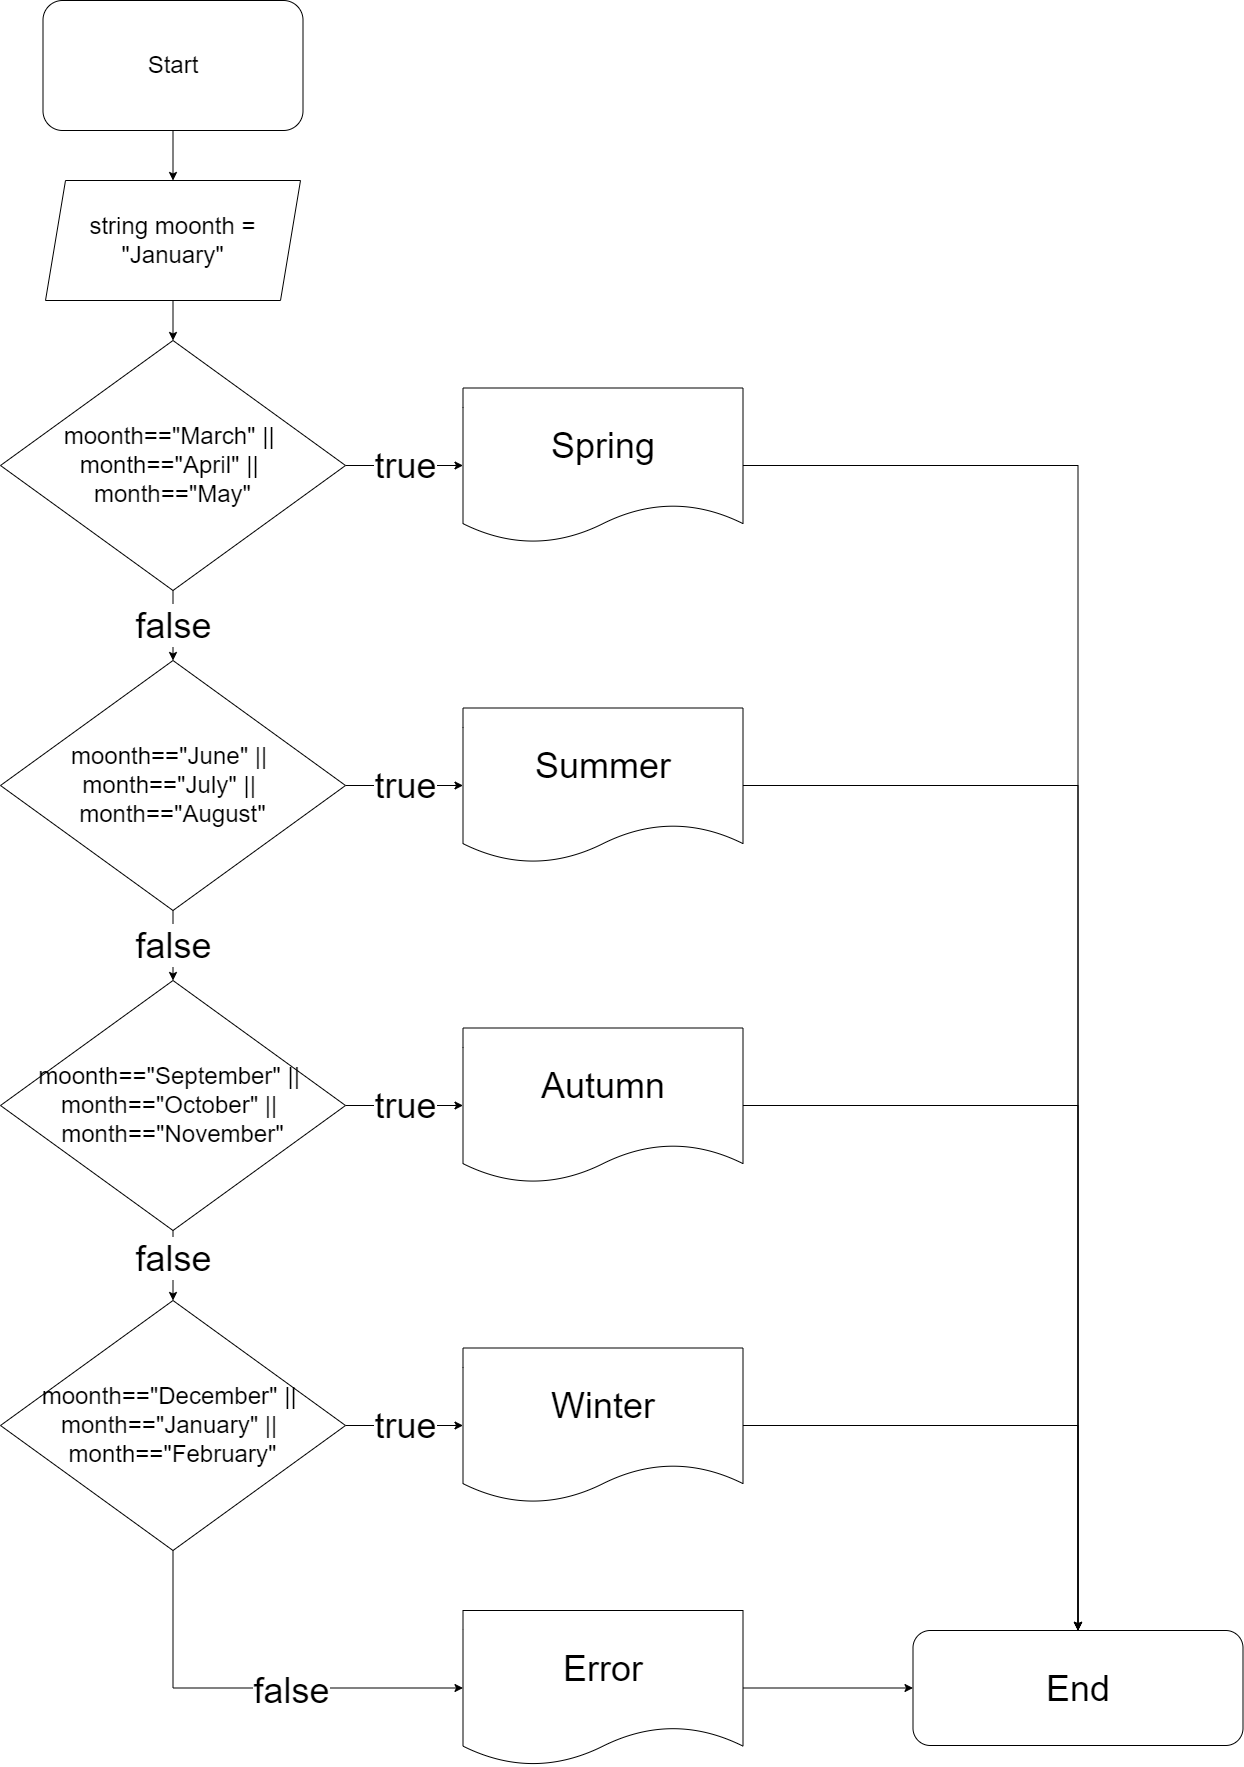 Start
string moonth =
"January"
moonth=="March" ||
month=="April" ||
month=="May"
true
Spring
false
moonth=="June" ||
month=="July" ||
month=="August"
true
Summer
false
moonth=="September" ||
month=="October" ||
month=="November"
true
Autumn
false
moonth=="December" ||
month=="January" ||
month=="February"
true
Winter
false
Error
End